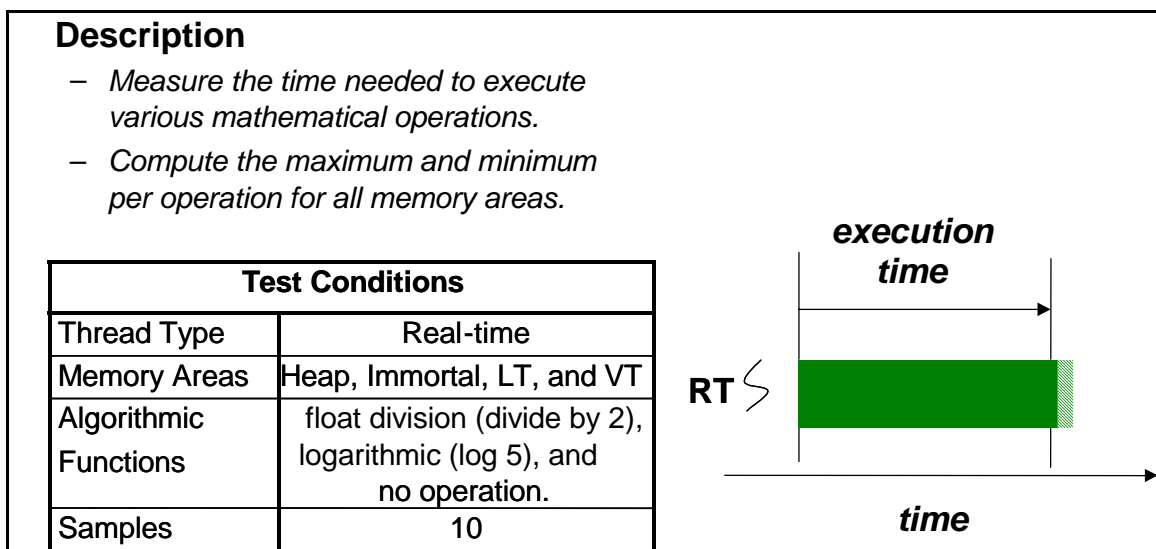 Description
– Measure the time needed to execute
various mathematical operations.
– Compute the maximum and minimum
per operation for all memory areas.
Test Conditions
Thread Type Real-time
Memory Areas Heap, Immortal, LT, and VT
Algorithmic Functions float division (divide by 2),
logarithmic (log 5), and
no operation.
Samples 10
execution
time
RT
time